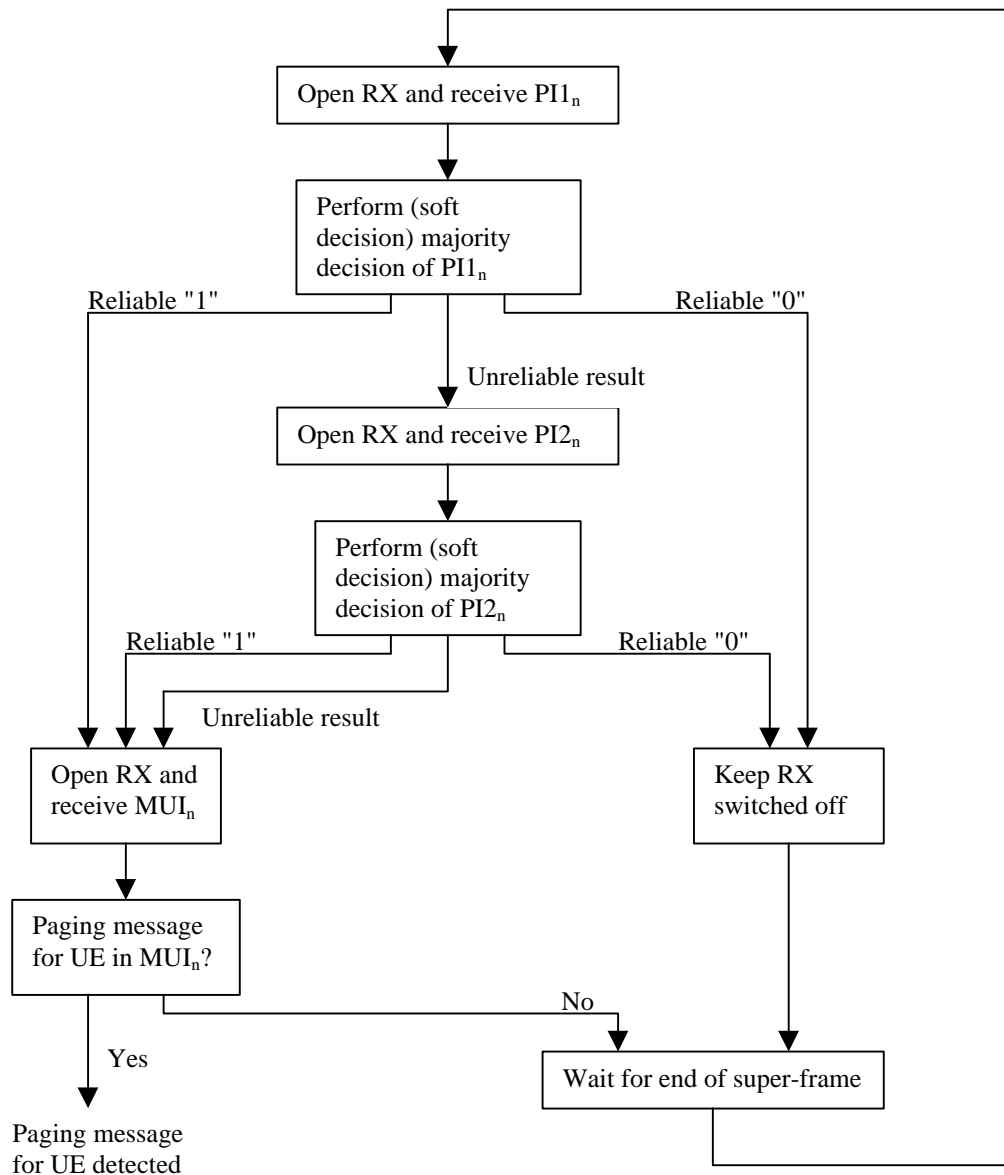 Open RX and receive PI1n
Perform (soft
decision) majority
decision of PI1n
Reliable "1"
Reliable "0"
Unreliable result
Open RX and receive PI2n
Perform (soft
decision) majority
decision of PI2n
Reliable "1"
Reliable "0"
Unreliable result
Open RX and
receive MUIn
Keep RX
switched off
Paging message
for UE in MUIn?
No
Yes
Wait for end of super-frame
Paging message
for UE detected